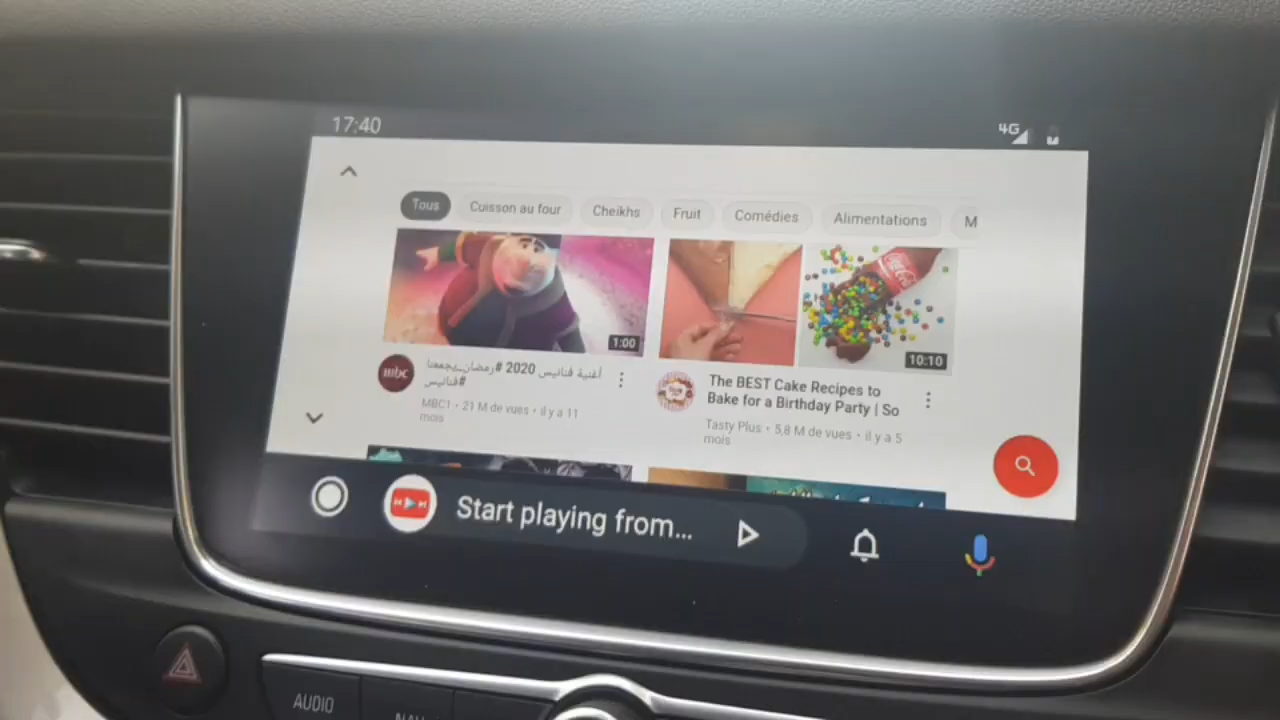 17:40
4G
Tous
Cuisson au four
Cheikhs
Fruit
Comédies
Alimentations
M
Coca-Cola
1:00
10:10
mbc
أغنية فنانيس 2020 #رمضان_يجمعنا
#فنانيس
MBC1 • 21 M de vues • il y a 11
mois
The BEST Cake Recipes to
Bake for a Birthday Party | So
Tasty Plus • 5,8 M de vues • il y a 5
mois
Start playing from...
AUDIO